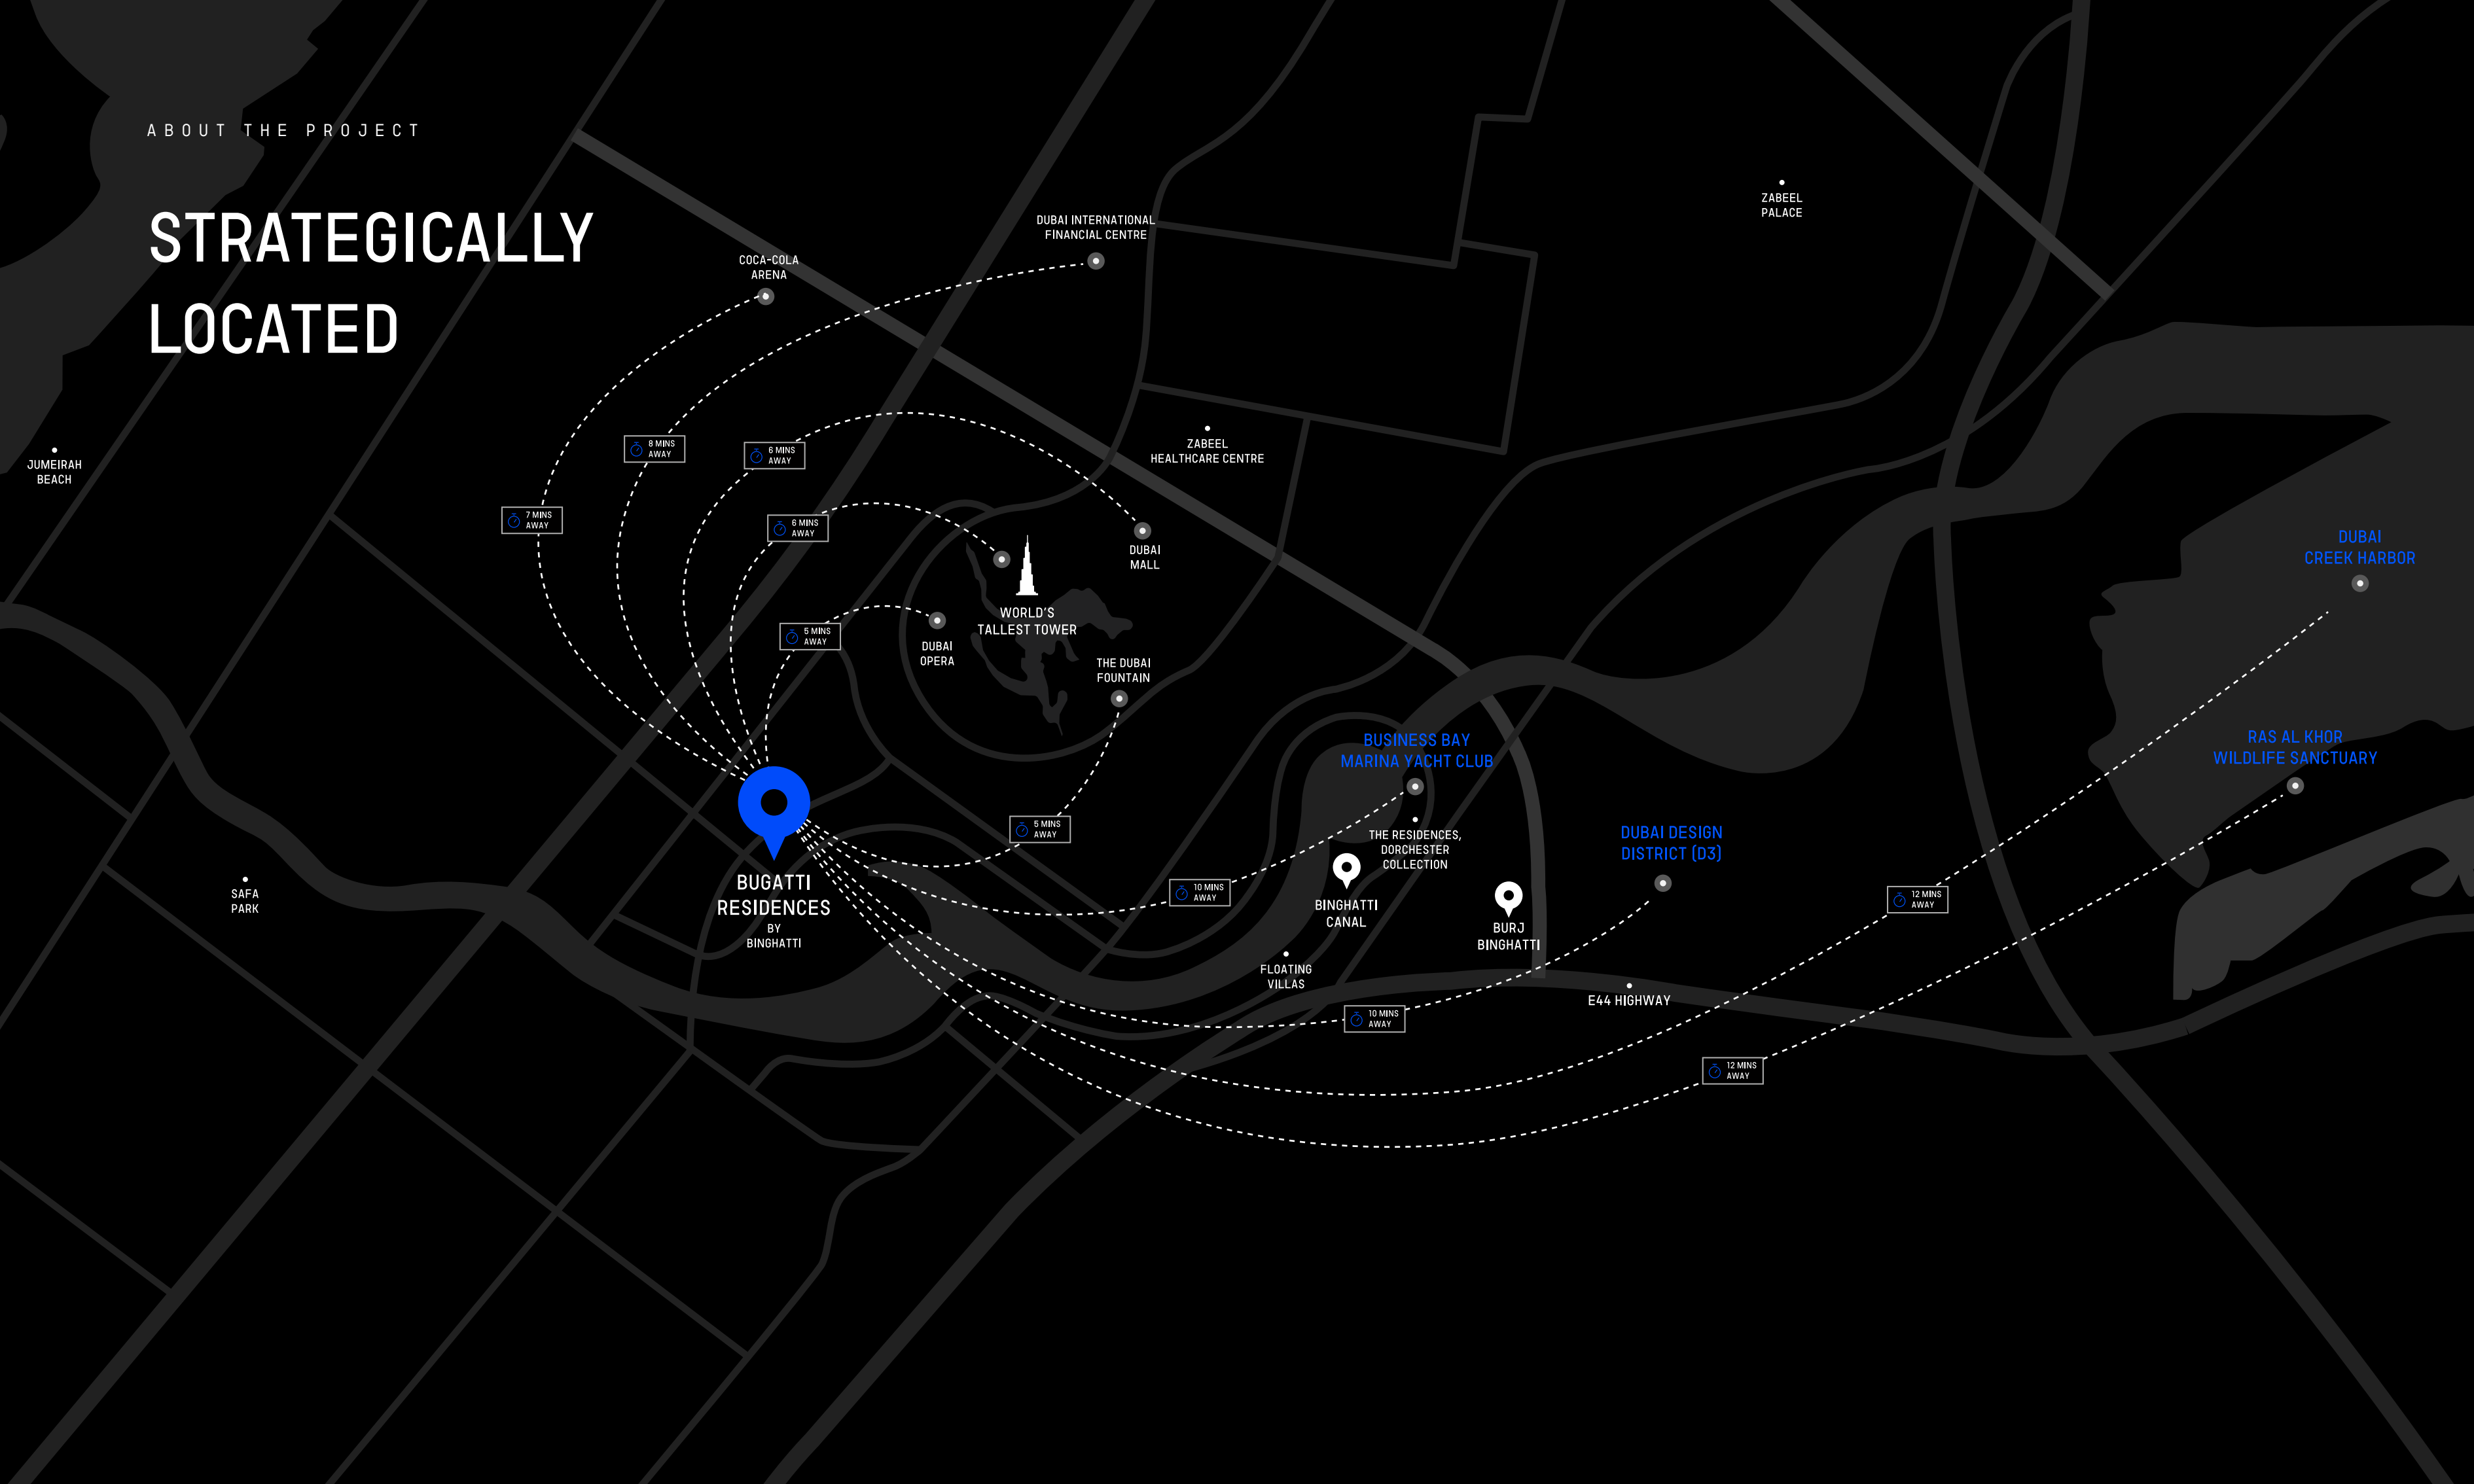 ABOUT THE PROJECT
STRATEGICALLY
LOCATED
ZABEEL
PALACE
DUBAI INTERNATIONAL
FINANCIAL CENTRE
COCA-COLA
ARENA
JUMEIRAH
BEACH
8 MINS
AWAY
6 MINS
AWAY
ZABEEL
HEALTHCARE CENTRE
7 MINS
AWAY
6 MINS
AWAY
DUBAI
MALL
DUBAI
CREEK HARBOR
WORLD'S
TALLEST TOWER
5 MINS
AWAY
DUBAI
OPERA
THE DUBAI
FOUNTAIN
BUSINESS BAY
MARINA YACHT CLUB
RAS AL KHOR
WILDLIFE SANCTUARY
5 MINS
AWAY
THE RESIDENCES,
DORCHESTER
COLLECTION
DUBAI DESIGN
DISTRICT (D3)
BUGATTI
RESIDENCES
BY
BINGHATTI
SAFA
PARK
10 MINS
AWAY
BINGHATTI
CANAL
BURJ
BINGHATTI
12 MINS
AWAY
FLOATING
VILLAS
E44 HIGHWAY
10 MINS
AWAY
12 MINS
AWAY